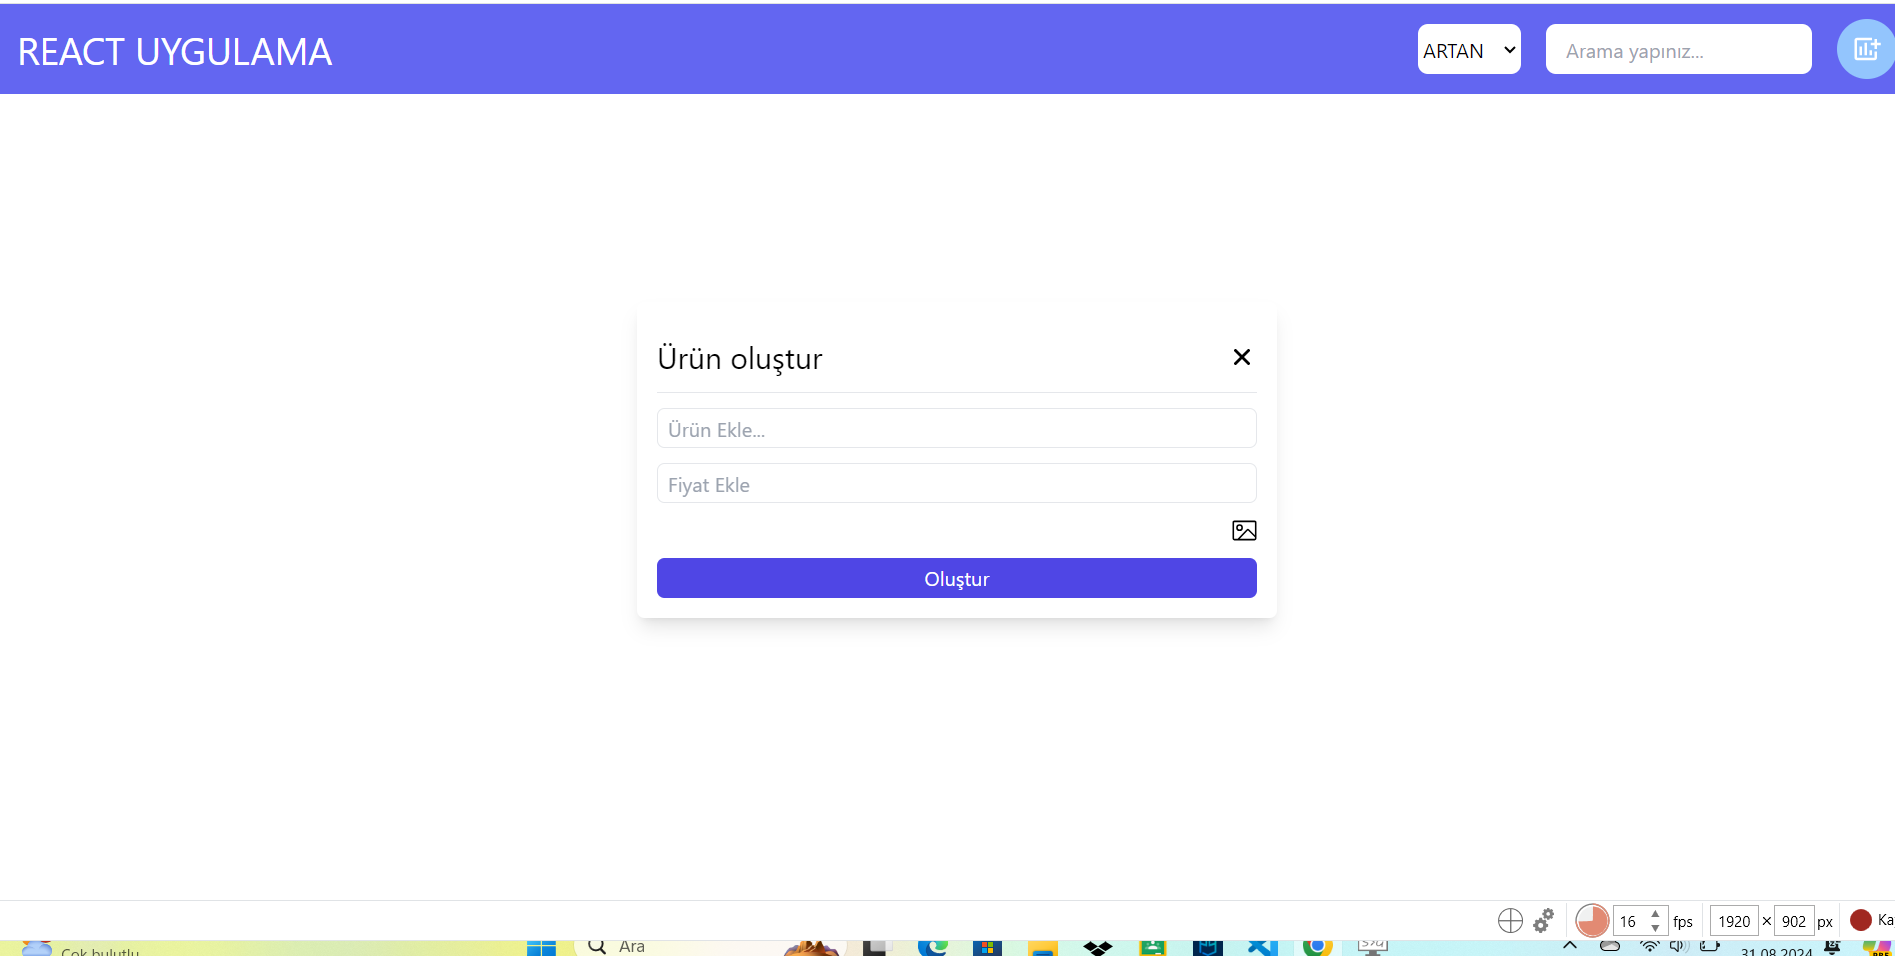 REACT UYGULAMA
ARTAN
Arama yapınız...
Ürün oluştur
Ürün Ekle...
Fiyat Ekle
Oluştur
16 fps 1920 × 902 px Ka
Çok bulutlu
Ara
31.08.2024